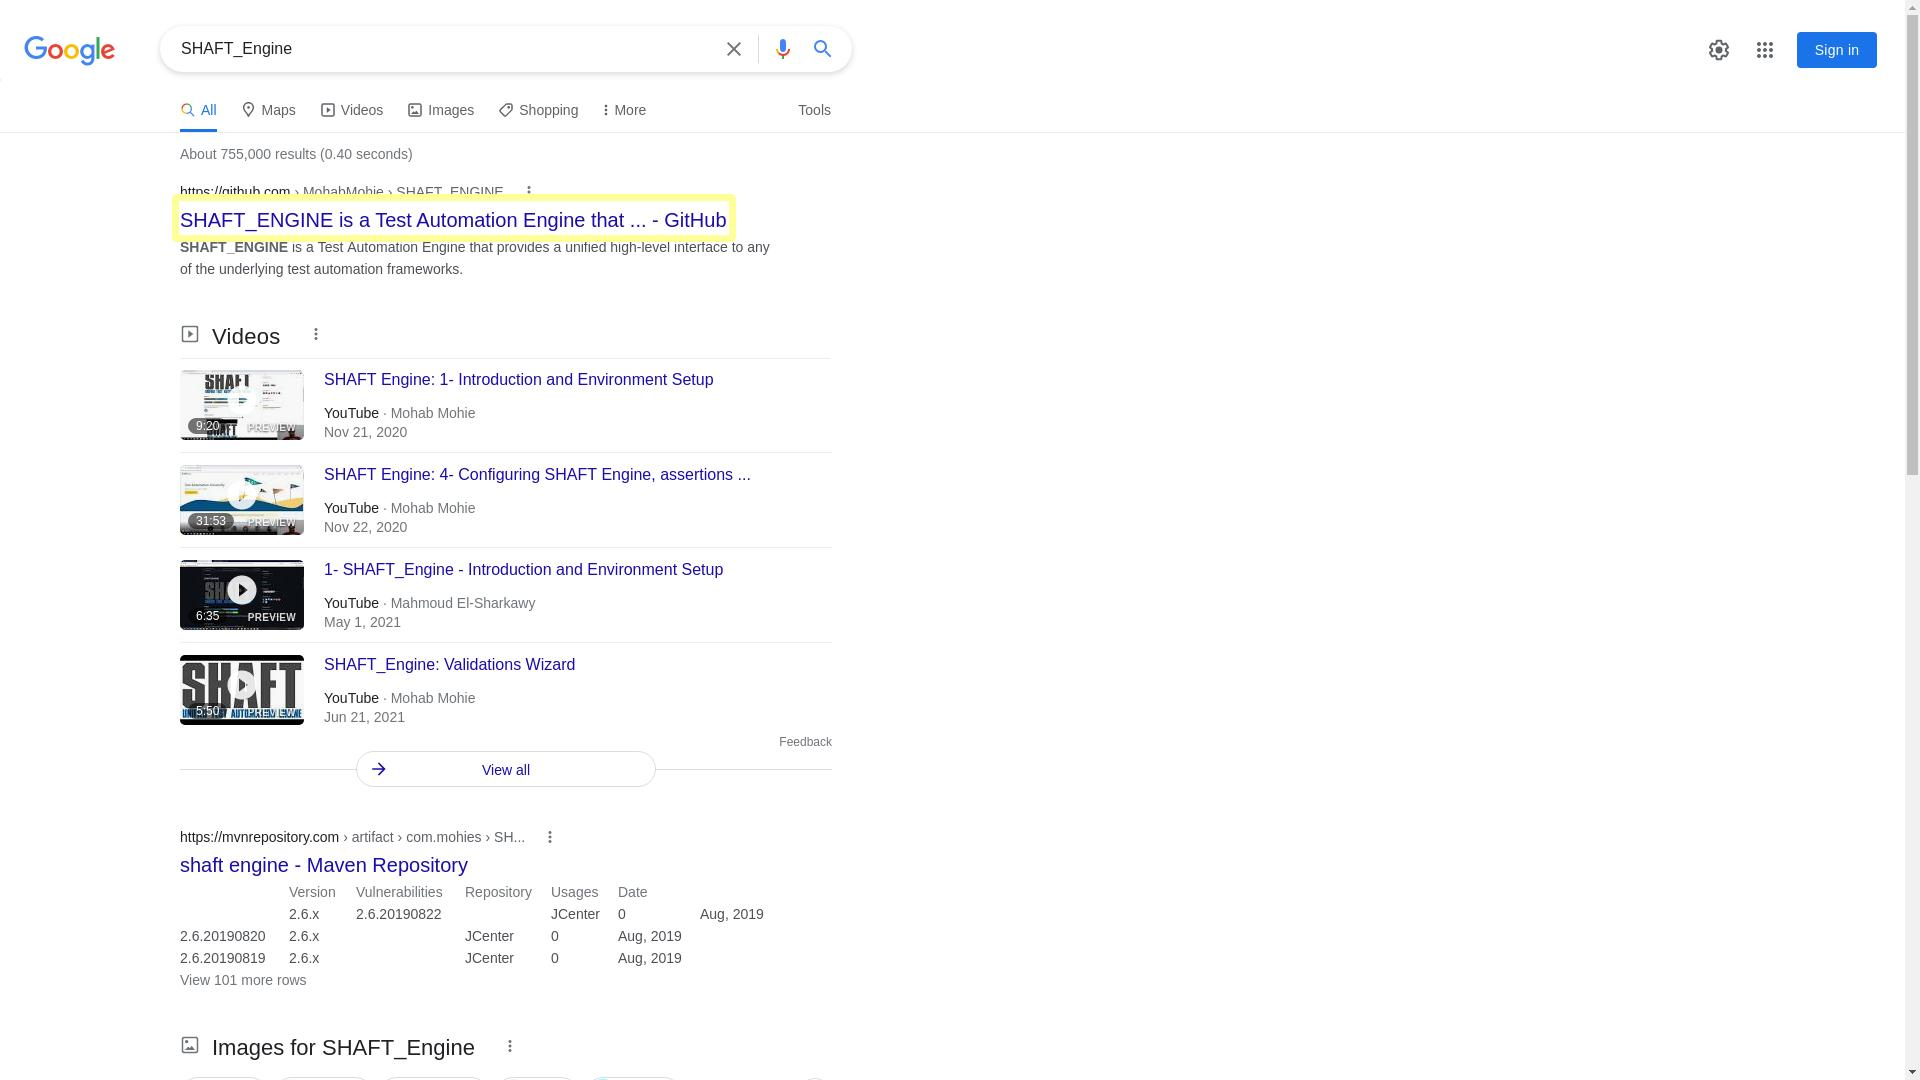 Google
SHAFT_Engine
Sign in
All
Maps
Videos
Images
Shopping
More
Tools
About 755,000 results (0.40 seconds)
https://github.com › MohabMohie › SHAFT_ENGINE
SHAFT_ENGINE is a Test Automation Engine that ... - GitHub
SHAFT_ENGINE is a Test Automation Engine that provides a unified high-level interface to any
of the underlying test automation frameworks.
Videos
SHAFT Engine: 1- Introduction and Environment Setup
YouTube · Mohab Mohie
Nov 21, 2020
9:20 PREVIEW
SHAFT Engine: 4- Configuring SHAFT Engine, assertions ...
YouTube · Mohab Mohie
Nov 22, 2020
31:53 PREVIEW
1- SHAFT_Engine - Introduction and Environment Setup
YouTube · Mahmoud El-Sharkawy
May 1, 2021
6:35 PREVIEW
SHAFT_Engine: Validations Wizard
YouTube · Mohab Mohie
Jun 21, 2021
SHAFT
5:50 PREVIEW
Feedback
View all
https://mvnrepository.com › artifact › com.mohies › SH...
shaft engine - Maven Repository
Version Vulnerabilities Repository Usages Date
2.6.x 2.6.20190822 JCenter 0 Aug, 2019
2.6.20190820 2.6.x JCenter 0 Aug, 2019
2.6.20190819 2.6.x JCenter 0 Aug, 2019
View 101 more rows
Images for SHAFT_Engine